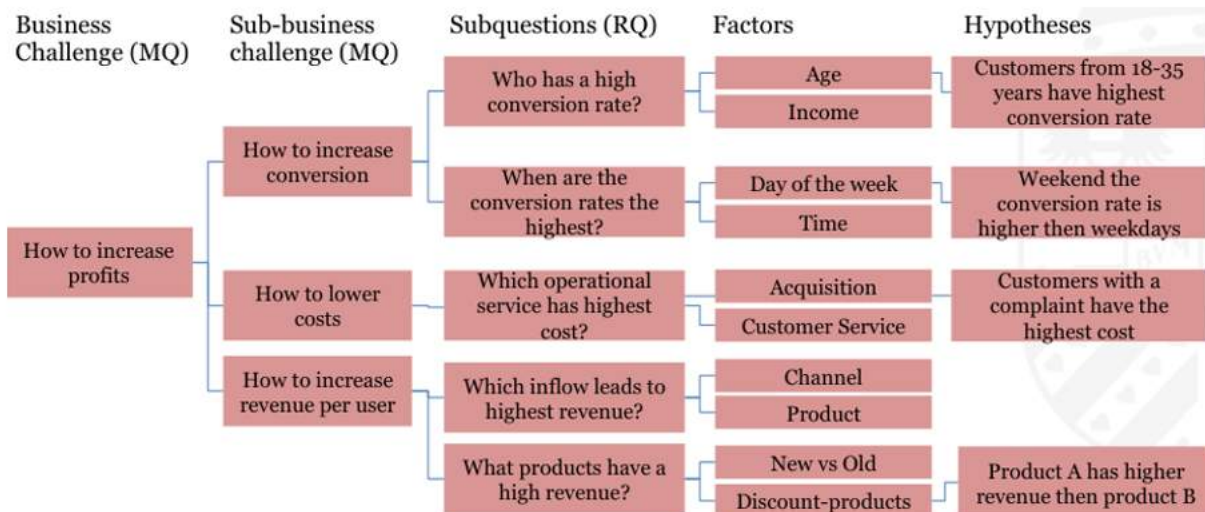 Business
Challenge (MQ)
Sub-business
challenge (MQ)
Subquestions (RQ)
Factors
Hypotheses
How to increase
profits
How to increase
conversion
Who has a high
conversion rate?
Age
Income
Customers from 18-35
years have highest
conversion rate
When are the
conversion rates the
highest?
Day of the week
Time
Weekend the
conversion rate is
higher then weekdays
How to lower
costs
Which operational
service has highest
cost?
Acquisition
Customer Service
Customers with a
complaint have the
highest cost
How to increase
revenue per user
Which inflow leads to
highest revenue?
Channel
Product
What products have a
high revenue?
New vs Old
Discount-products
Product A has higher
revenue then product B